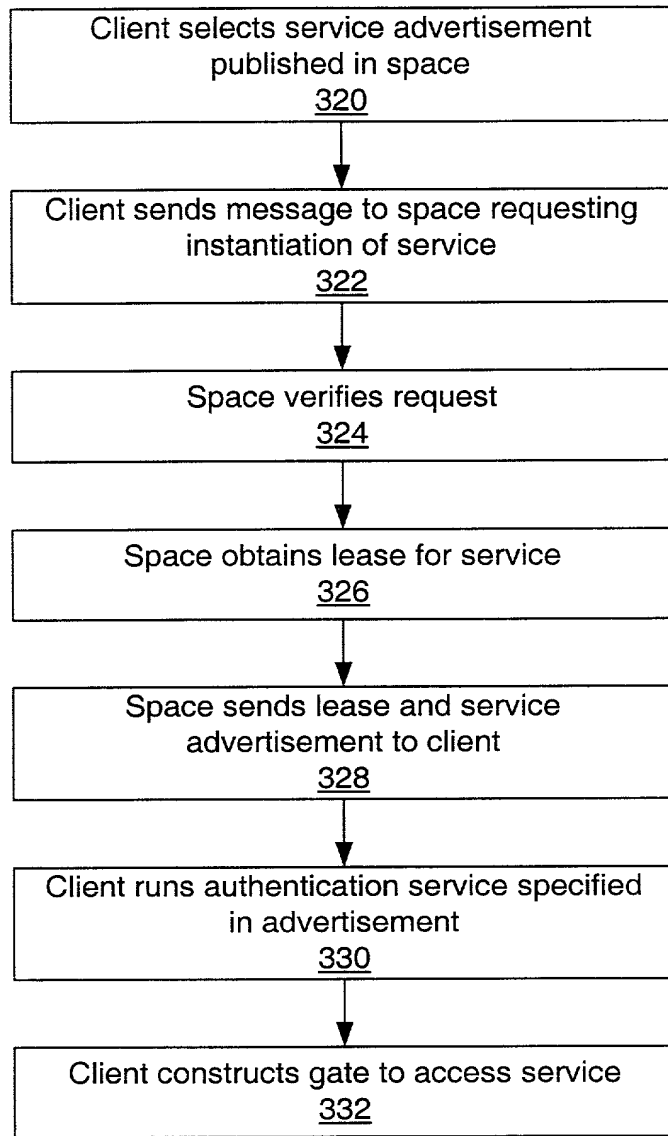 Client selects service advertisement
published in space
320
Client sends message to space requesting
instantiation of service
322
Space verifies request
324
Space obtains lease for service
326
Space sends lease and service
advertisement to client
328
Client runs authentication service specified
in advertisement
330
Client constructs gate to access service
332